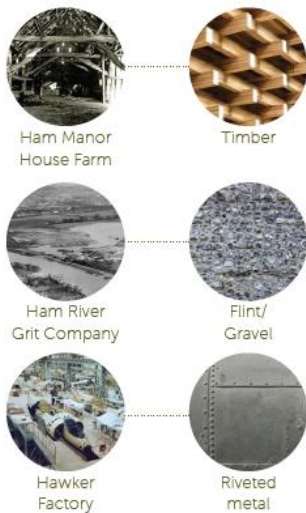 Ham Manor
House Farm
Timber
Ham River
Grit Company
Flint/
Gravel
Hawker
Factory
Riveted
metal